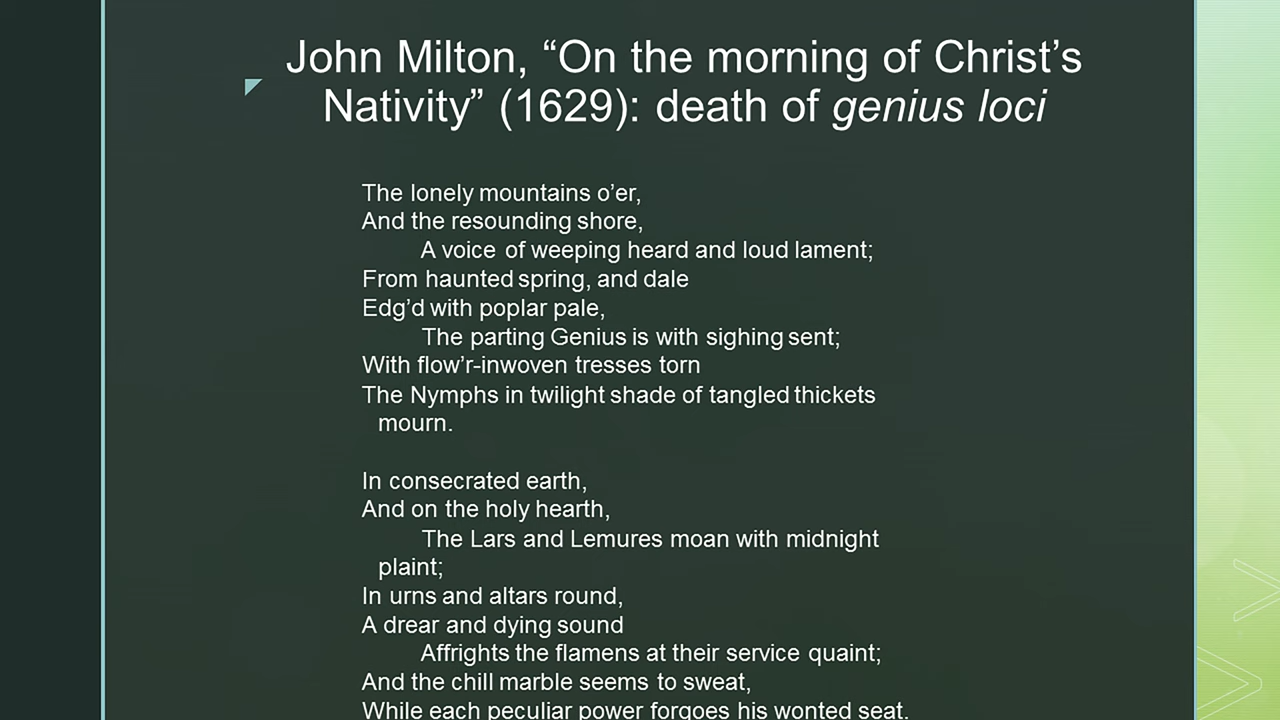 John Milton, “On the morning of Christ’s
Nativity” (1629): death of genius loci
The lonely mountains o’er,
And the resounding shore,
A voice of weeping heard and loud lament;
From haunted spring, and dale
Edg’d with poplar pale,
The parting Genius is with sighing sent;
With flow’r-inwoven tresses torn
The Nymphs in twilight shade of tangled thickets
mourn.
In consecrated earth,
And on the holy hearth,
The Lars and Lemures moan with midnight
plaint;
In urns and altars round,
A drear and dying sound
Affrights the flamens at their service quaint;
And the chill marble seems to sweat,
While each peculiar power forgoes his wonted seat.